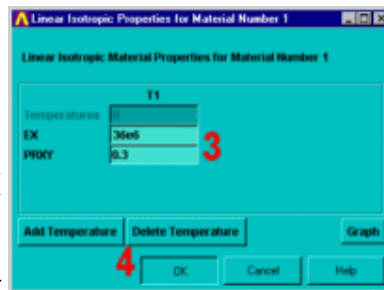 Linear Isotropic Properties for Material Number 1
Linear Isotropic Material Properties for Material Number 1
T1
Temperatures 0
EX 36e6
PRXY 0.3
3
Add Temperature Delete Temperature Graph
4
OK Cancel Help